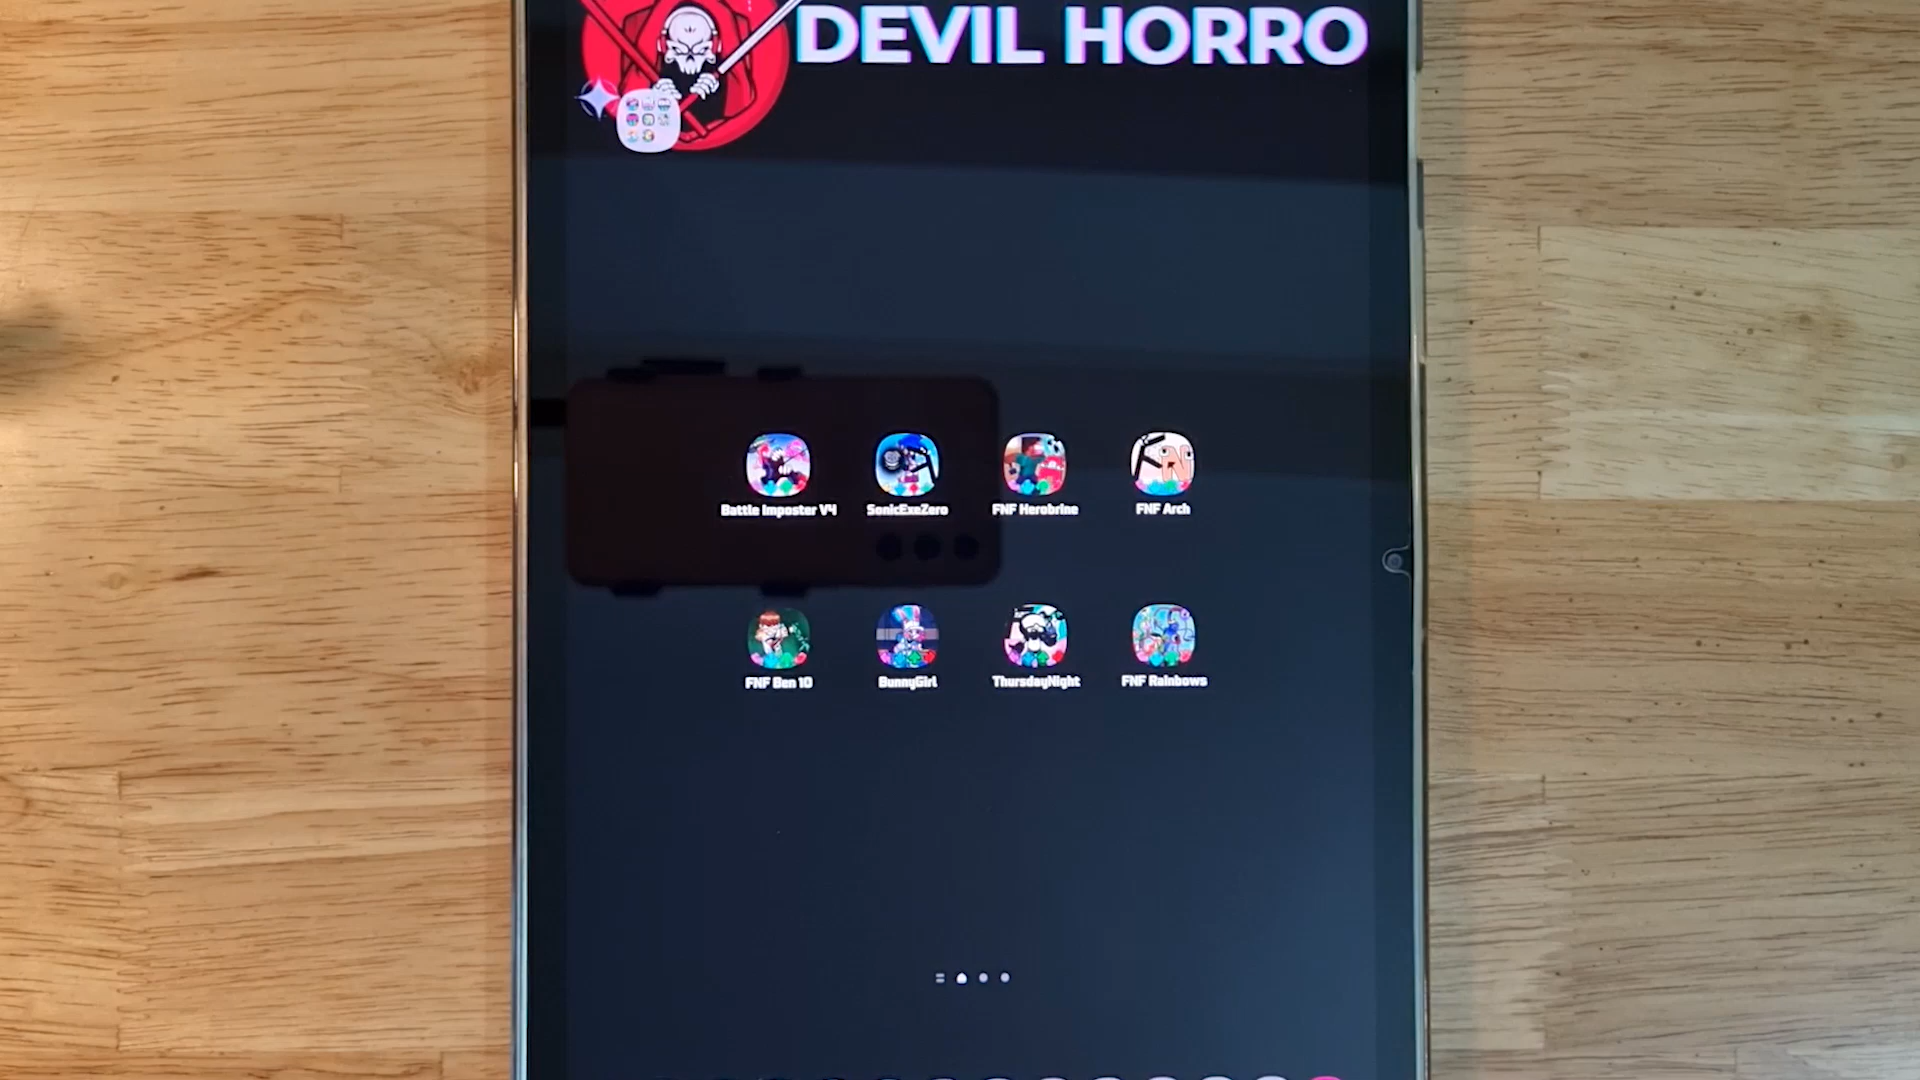 DEVIL HORRO
Battle Imposter V4
SonicExeZero
FNF Herobrine
FNF Arch
FNF Ben 10
BunnyGirl
ThursdayNight
FNF Rainbows